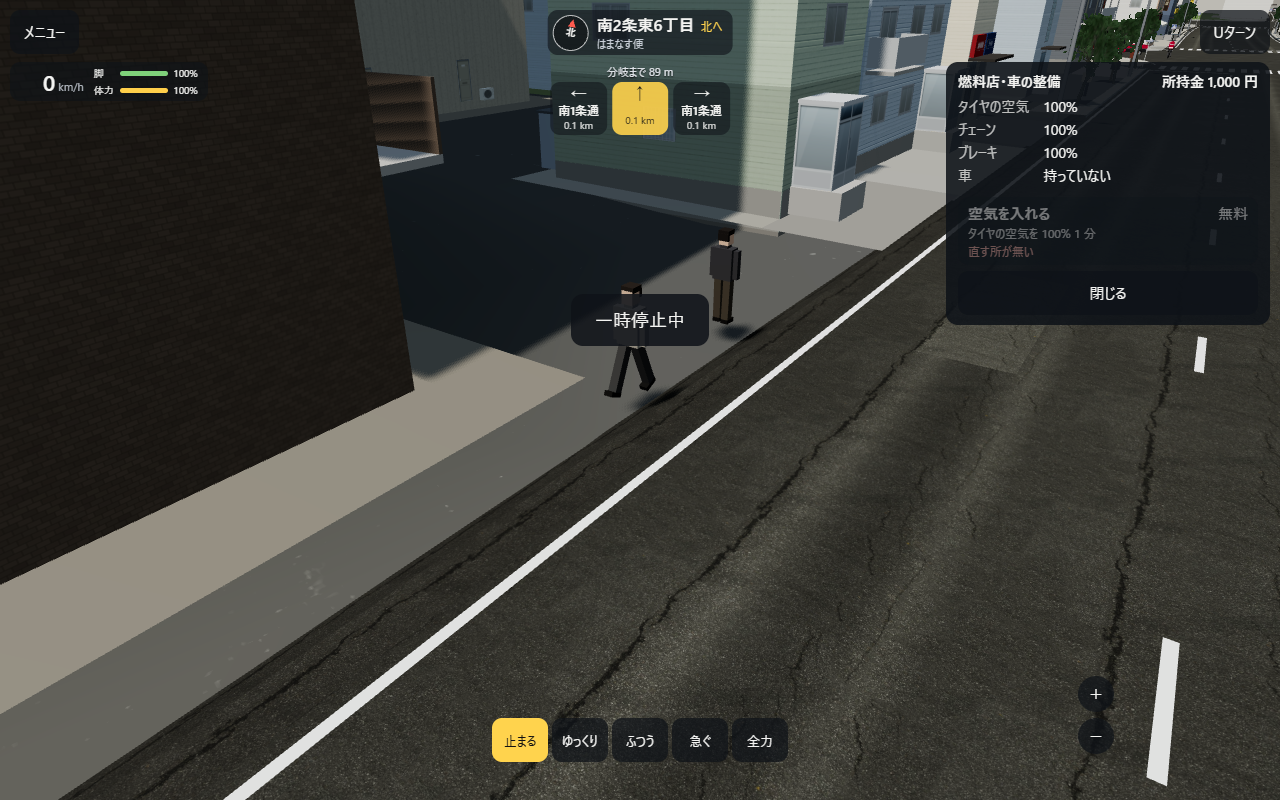 メニュー
0 km/h
脚 100%
体力 100%
北
南2条東6丁目 北へ
はまなす便
分岐まで 89 m
← ↑ →
南1条通 南1条通
0.1 km 0.1 km 0.1 km
Uターン
燃料店・車の整備 所持金 1,000 円
タイヤの空気 100%
チェーン 100%
ブレーキ 100%
車 持っていない
空気を入れる 無料
タイヤの空気を 100% 1 分
直す所が無い
閉じる
一時停止中
+
−
止まる ゆっくり ふつう 急ぐ 全力